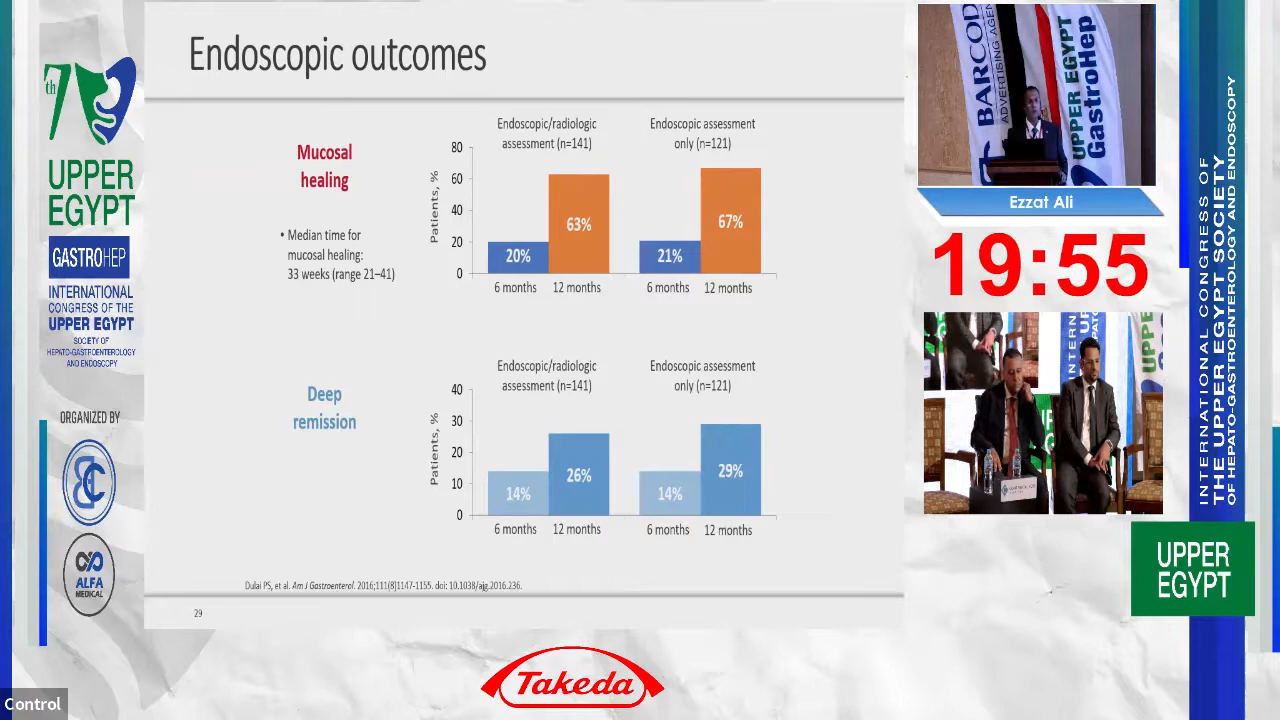 7th
UPPER
EGYPT
GASTROHEP
INTERNATIONAL
CONGRESS OF THE
UPPER EGYPT
SOCIETY OF
HEPATO-GASTROENTEROLOGY
AND ENDOSCOPY
ORGANIZED BY
ALFA
MEDICAL
Control
Endoscopic outcomes
Mucosal
healing
• Median time for
mucosal healing:
33 weeks (range 21–41)
Endoscopic/radiologic
assessment (n=141)
Endoscopic assessment
only (n=121)
Patients, %
80
60
40
20
0
20%
63%
21%
67%
6 months
12 months
6 months
12 months
Deep
remission
Endoscopic/radiologic
assessment (n=141)
Endoscopic assessment
only (n=121)
Patients, %
40
30
20
10
0
14%
26%
14%
29%
6 months
12 months
6 months
12 months
Dulai PS, et al. Am J Gastroenterol. 2016;111(8)1147-1155. doi: 10.1038/ajg.2016.236.
29
Takeda
BARCOD
ADVERTISING AGEN
UPPER EGYPT
GastroHep
Ezzat Ali
19:55
INTERNATIONAL CONGRESS OF
THE UPPER EGYPT SOCIETY
OF HEPATO-GASTROENTEROLOGY AND ENDOSCOPY
UPPER
EGYPT